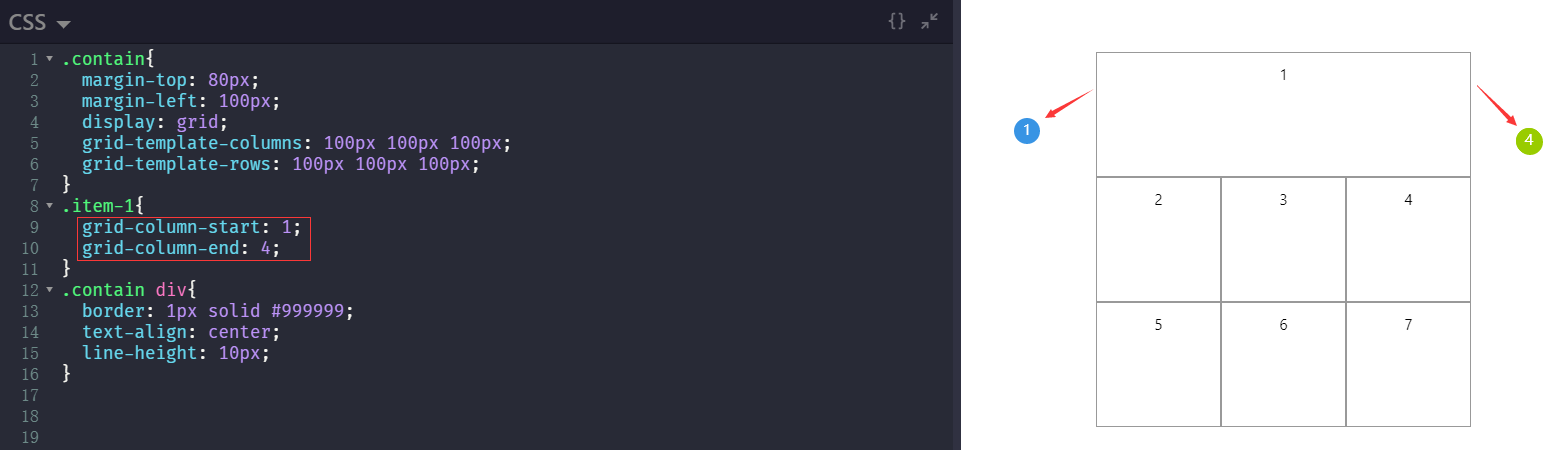 CSS
{}
1 .contain{
2 margin-top: 80px;
3 margin-left: 100px;
4 display: grid;
5 grid-template-columns: 100px 100px 100px;
6 grid-template-rows: 100px 100px 100px;
7 }
8 .item-1{
9 grid-column-start: 1;
10 grid-column-end: 4;
11 }
12 .contain div{
13 border: 1px solid #999999;
14 text-align: center;
15 line-height: 10px;
16 }
17
18
19
1
1 4
2 3 4
5 6 7